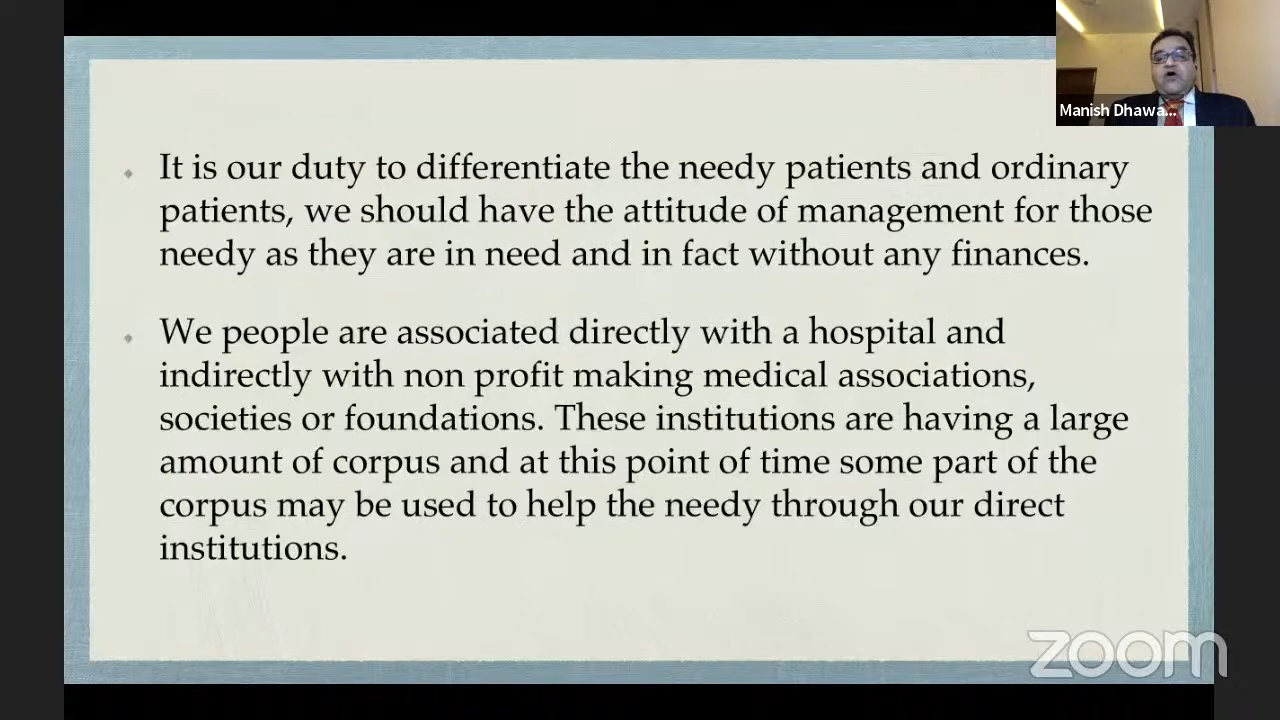 Manish Dhawa...
It is our duty to differentiate the needy patients and ordinary
patients, we should have the attitude of management for those
needy as they are in need and in fact without any finances.
We people are associated directly with a hospital and
indirectly with non profit making medical associations,
societies or foundations. These institutions are having a large
amount of corpus and at this point of time some part of the
corpus may be used to help the needy through our direct
institutions.
zoom